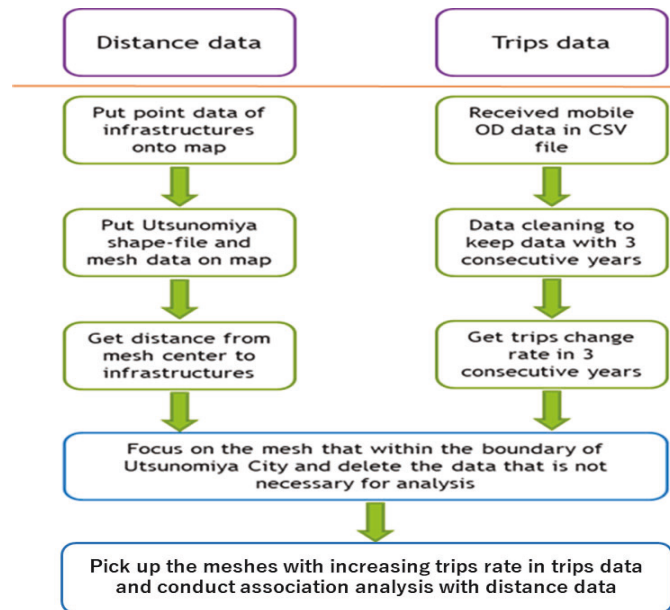 Distance data
Trips data
Put point data of
infrastructures
onto map
Received mobile
OD data in CSV
file
Put Utsunomiya
shape-file and
mesh data on map
Data cleaning to
keep data with 3
consecutive years
Get distance from
mesh center to
infrastructures
Get trips change
rate in 3
consecutive years
Focus on the mesh that within the boundary of
Utsunomiya City and delete the data that is not
necessary for analysis
Pick up the meshes with increasing trips rate in trips data
and conduct association analysis with distance data